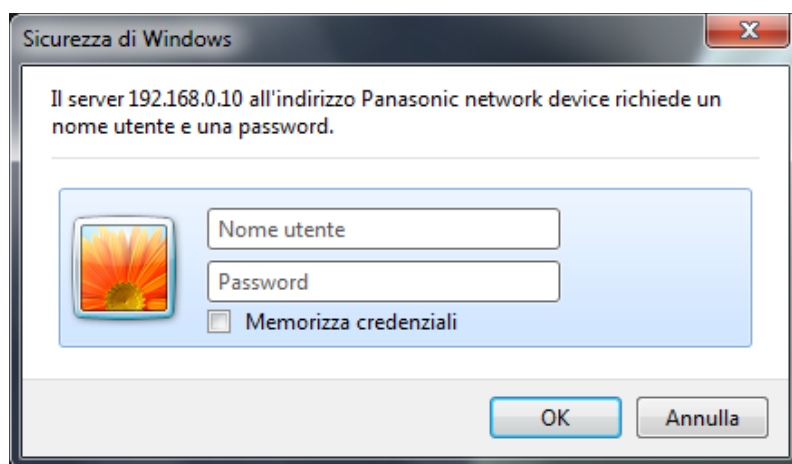 Sicurezza di Windows
Il server 192.168.0.10 all'indirizzo Panasonic network device richiede un
nome utente e una password.
Nome utente
Password
Memorizza credenziali
OK
Annulla